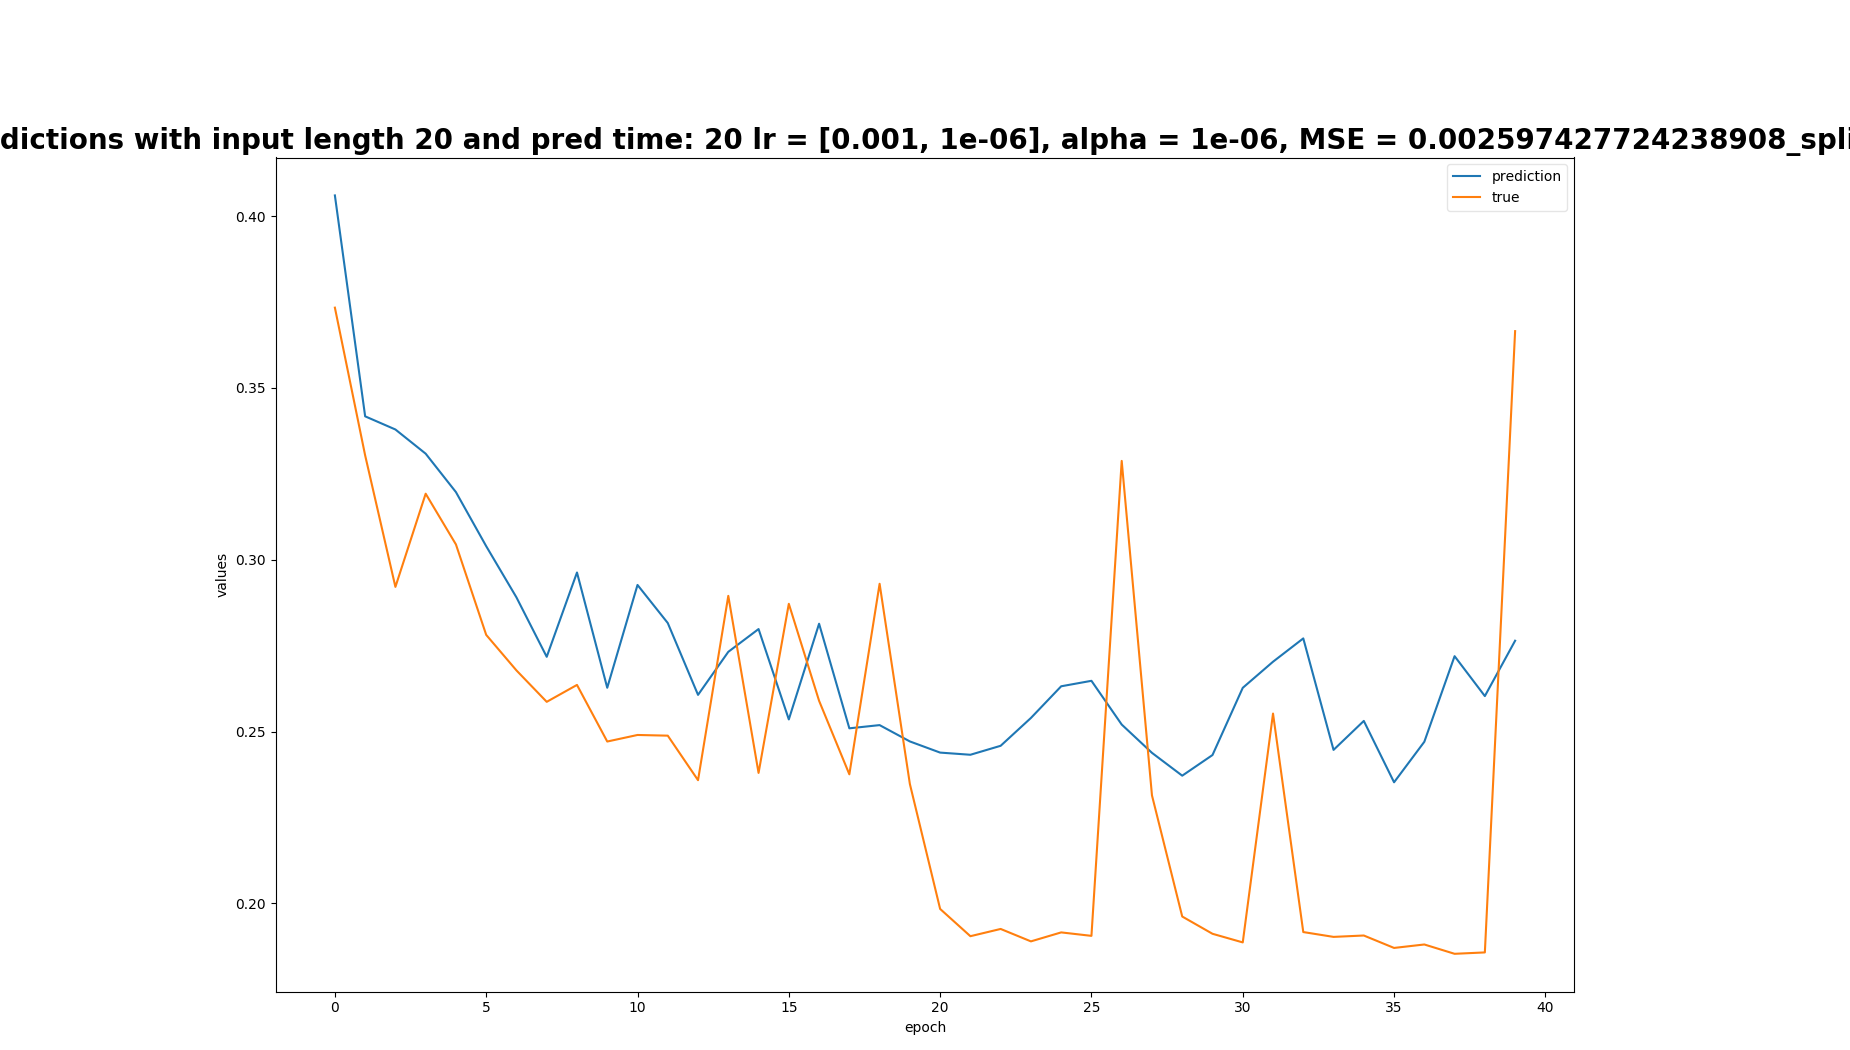 dictions with input length 20 and pred time: 20 lr = [0.001, 1e-06], alpha = 1e-06, MSE = 0.002597427724238908_spli
prediction
true
0.40
0.35
0.30
0.25
0.20
values
0 5 10 15 20 25 30 35 40
epoch